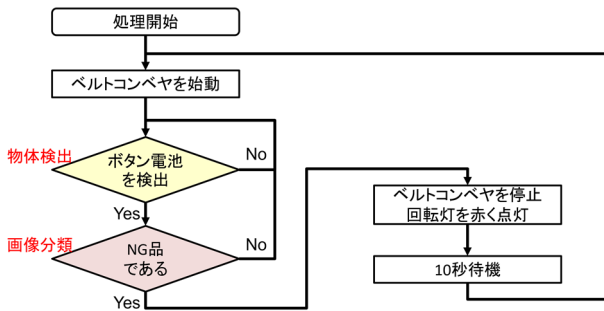 処理開始
ベルトコンベヤを始動
物体検出
ボタン電池
を検出
No
Yes
画像分類
NG品
である
No
Yes
ベルトコンベヤを停止
回転灯を赤く点灯
10秒待機